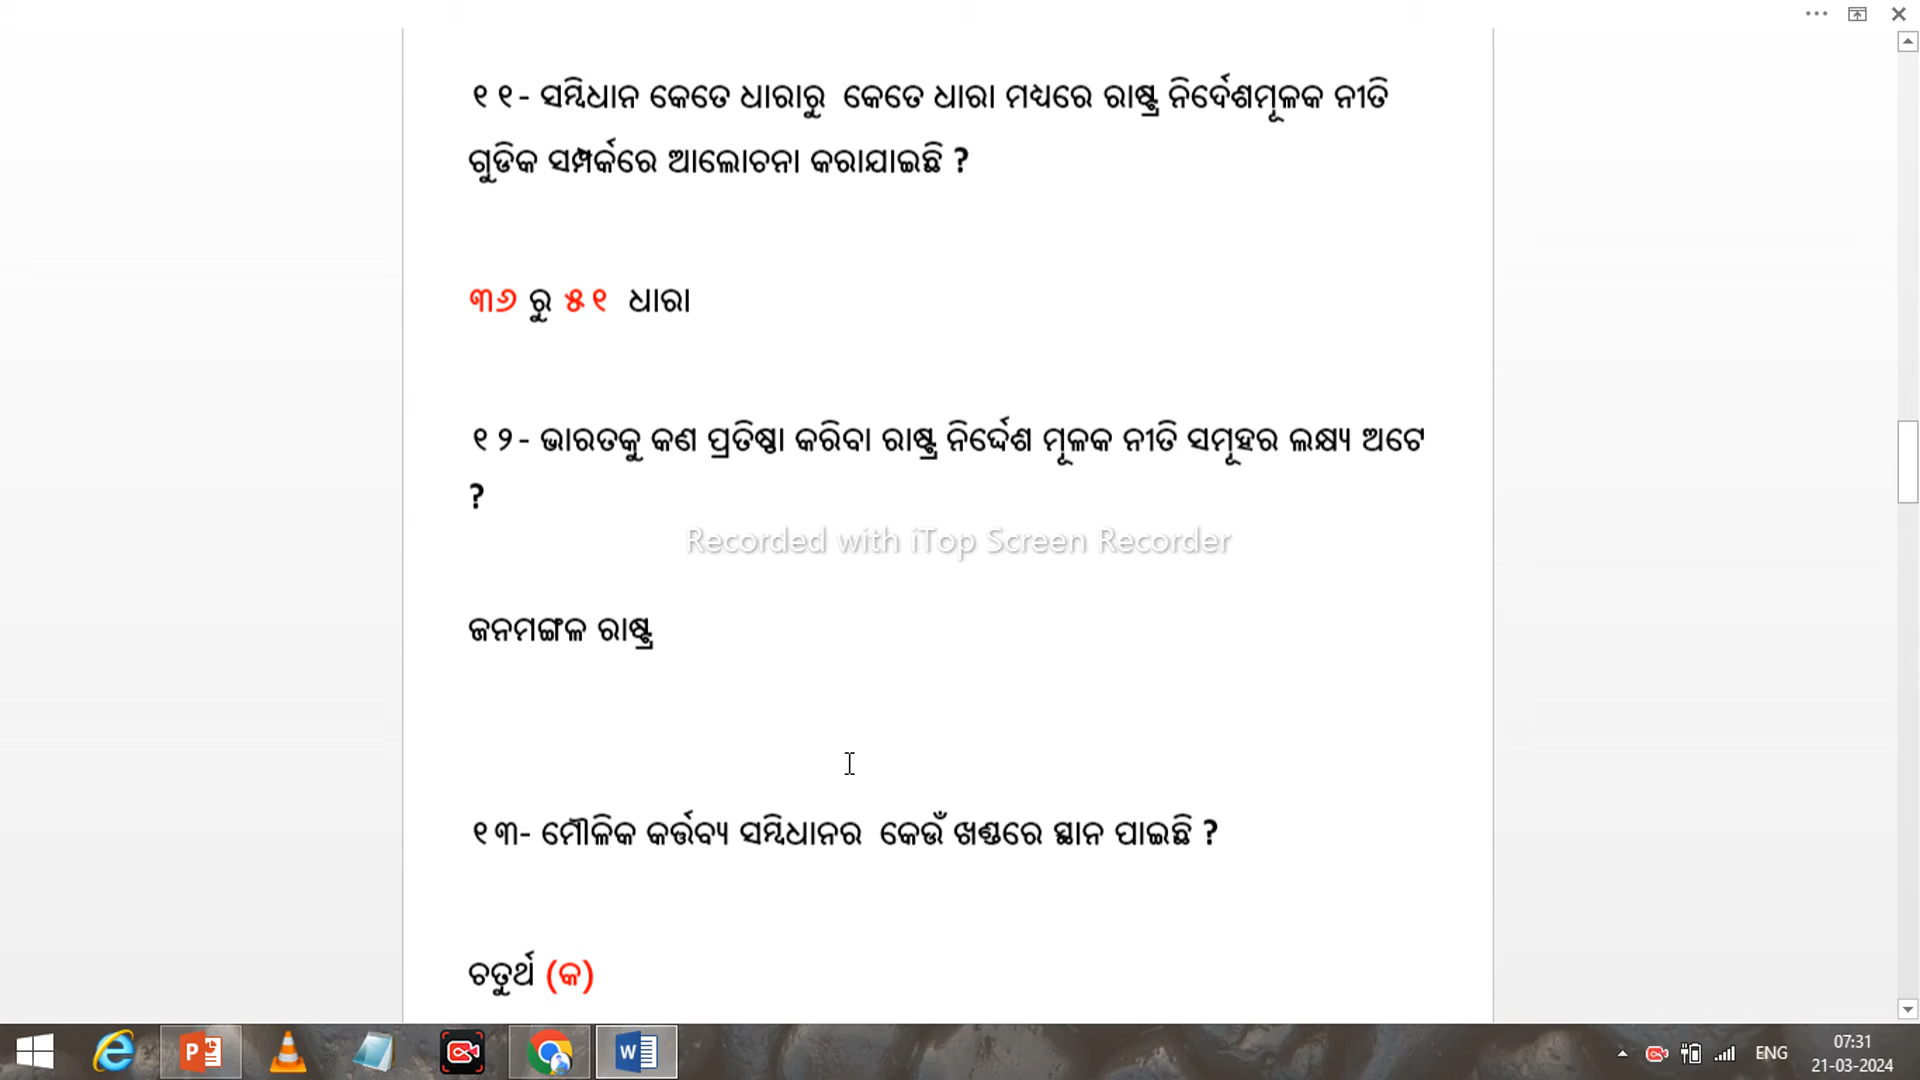 ୧୧- ସମ୍ବିଧାନ କେତେ ଧାରାରୁ କେତେ ଧାରା ମଧ୍ୟରେ ରାଷ୍ଟ୍ର ନିର୍ଦେଶମୂଳକ ନୀତି
ଗୁଡିକ ସମ୍ପର୍କରେ ଆଲୋଚନା କରାଯାଇଛି ?
୩୬ ରୁ ୫୧ ଧାରା
୧୨- ଭାରତକୁ କଣ ପ୍ରତିଷ୍ଠା କରିବା ରାଷ୍ଟ୍ର ନିର୍ଦ୍ଦେଶ ମୂଳକ ନୀତି ସମୂହର ଲକ୍ଷ୍ୟ ଅଟେ
?
Recorded with iTop Screen Recorder
ଜନମଙ୍ଗଳ ରାଷ୍ଟ୍ର
୧୩- ମୌଳିକ କର୍ତ୍ତବ୍ୟ ସମ୍ବିଧାନର କେଉଁ ଖଣ୍ଡରେ ସ୍ଥାନ ପାଇଛି ?
ଚତୁର୍ଥ (କ)
ENG
07:31
21-03-2024